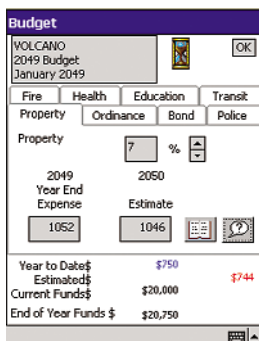 Budget
VOLCANO
2049 Budget
January 2049
OK
Fire Health Education Transit
Property Ordinance Bond Police
Property
7 %
2049 2050
Year End
Expense Estimate
1052 1046
Year to Date$ $750
Estimated$ $744
Current Funds$ $20,000
End of Year Funds $ $20,750